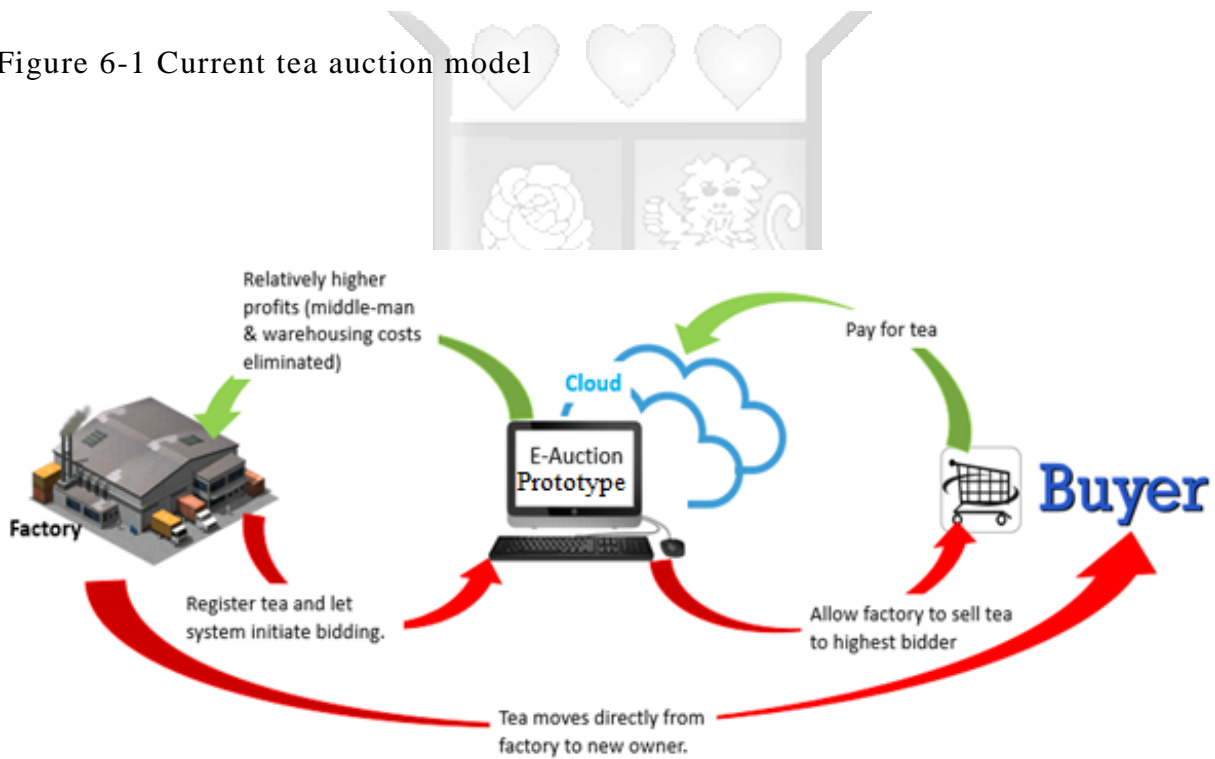 Figure 6-1 Current tea auction model
Relatively higher
profits (middle-man
& warehousing costs
eliminated)
Pay for tea
Cloud
E-Auction
Prototype
Buyer
Factory
Register tea and let
system initiate bidding.
Allow factory to sell tea
to highest bidder
Tea moves directly from
factory to new owner.